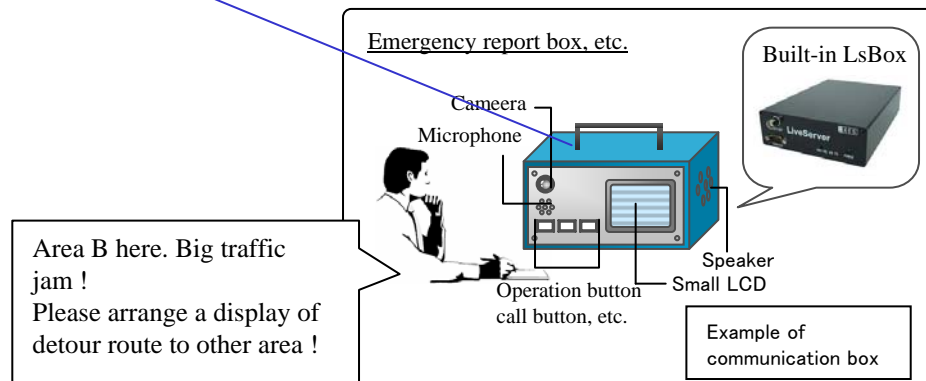 Emergency report box, etc.
Built-in LsBox
LiveServer
Cameera
Microphone
Area B here. Big traffic
jam !
Please arrange a display of
detour route to other area !
Speaker
Small LCD
Operation button
call button, etc.
Example of
communication box